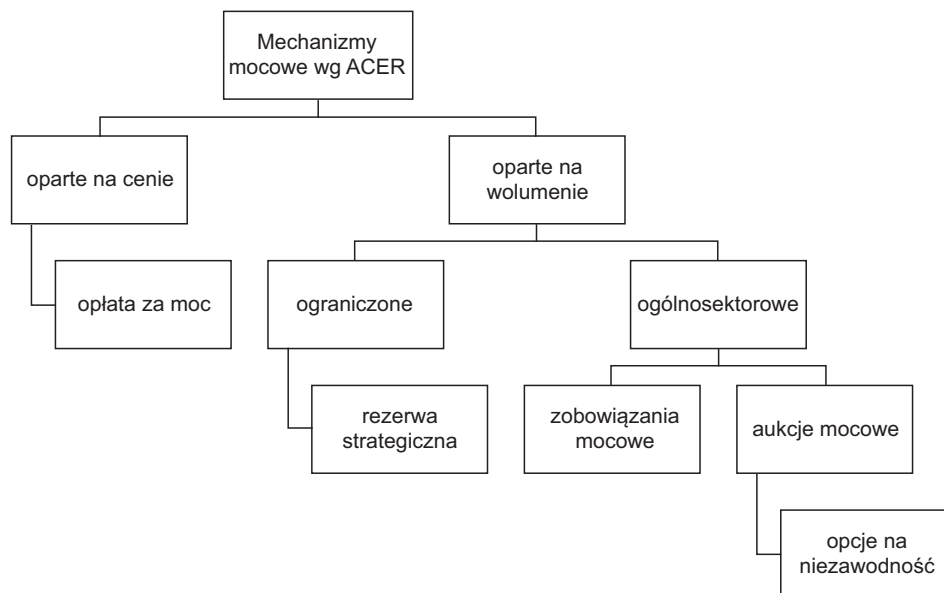 Mechanizmy
mocowe wg ACER
oparte na cenie
oparte na
wolumenie
opłata za moc
ograniczone
ogólnosektorowe
rezerwa
strategiczna
zobowiązania
mocowe
aukcje mocowe
opcje na
niezawodność